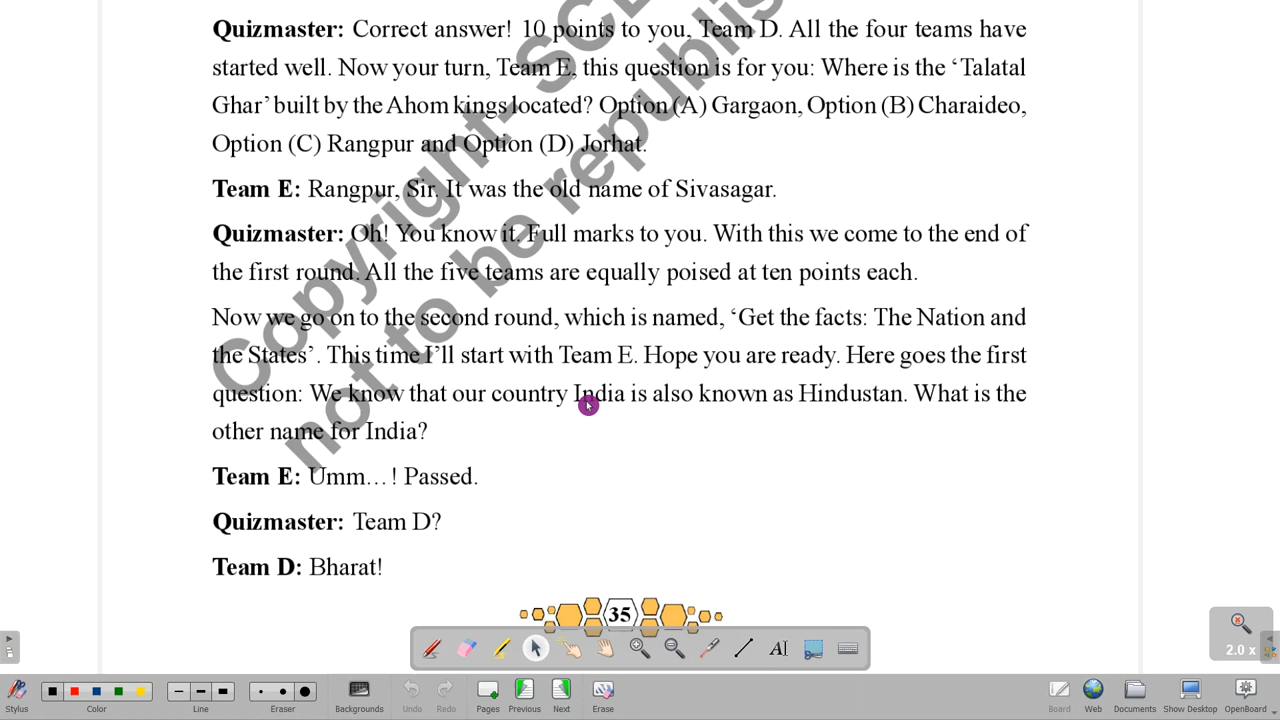 Quizmaster: Correct answer! 10 points to you, Team D. All the four teams have
started well. Now your turn, Team E, this question is for you: Where is the ‘Talatal
Ghar’ built by the Ahom kings located? Option (A) Gargaon, Option (B) Charaideo,
Option (C) Rangpur and Option (D) Jorhat.
Team E: Rangpur, Sir. It was the old name of Sivasagar.
Quizmaster: Oh! You know it. Full marks to you. With this we come to the end of
the first round. All the five teams are equally poised at ten points each.
Now we go on to the second round, which is named, ‘Get the facts: The Nation and
the States’. This time I’ll start with Team E. Hope you are ready. Here goes the first
question: We know that our country India is also known as Hindustan. What is the
other name for India?
Team E: Umm…! Passed.
Quizmaster: Team D?
Team D: Bharat!
35
Copyright-
not to be republis
2.0 x
Stylus Color Line Eraser Backgrounds Undo Redo Pages Previous Next Erase Board Web Documents Show Desktop OpenBoard